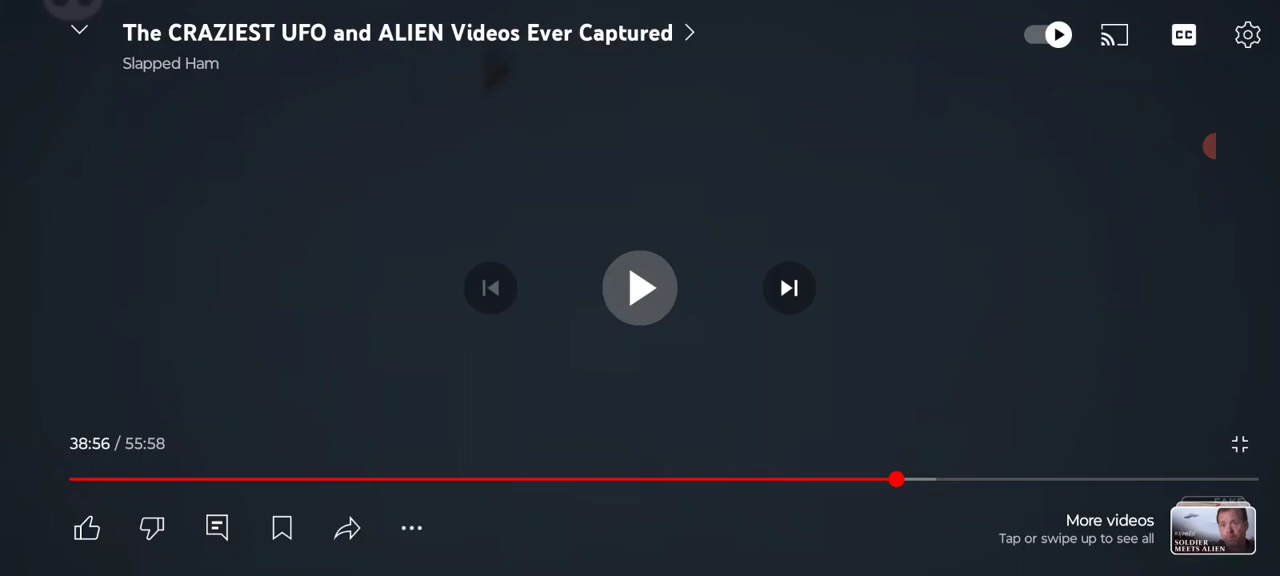 The CRAZIEST UFO and ALIEN Videos Ever Captured
Slapped Ham
CC
38:56 / 55:58
More videos
Tap or swipe up to see all
SOLDIER
MEETS ALIEN